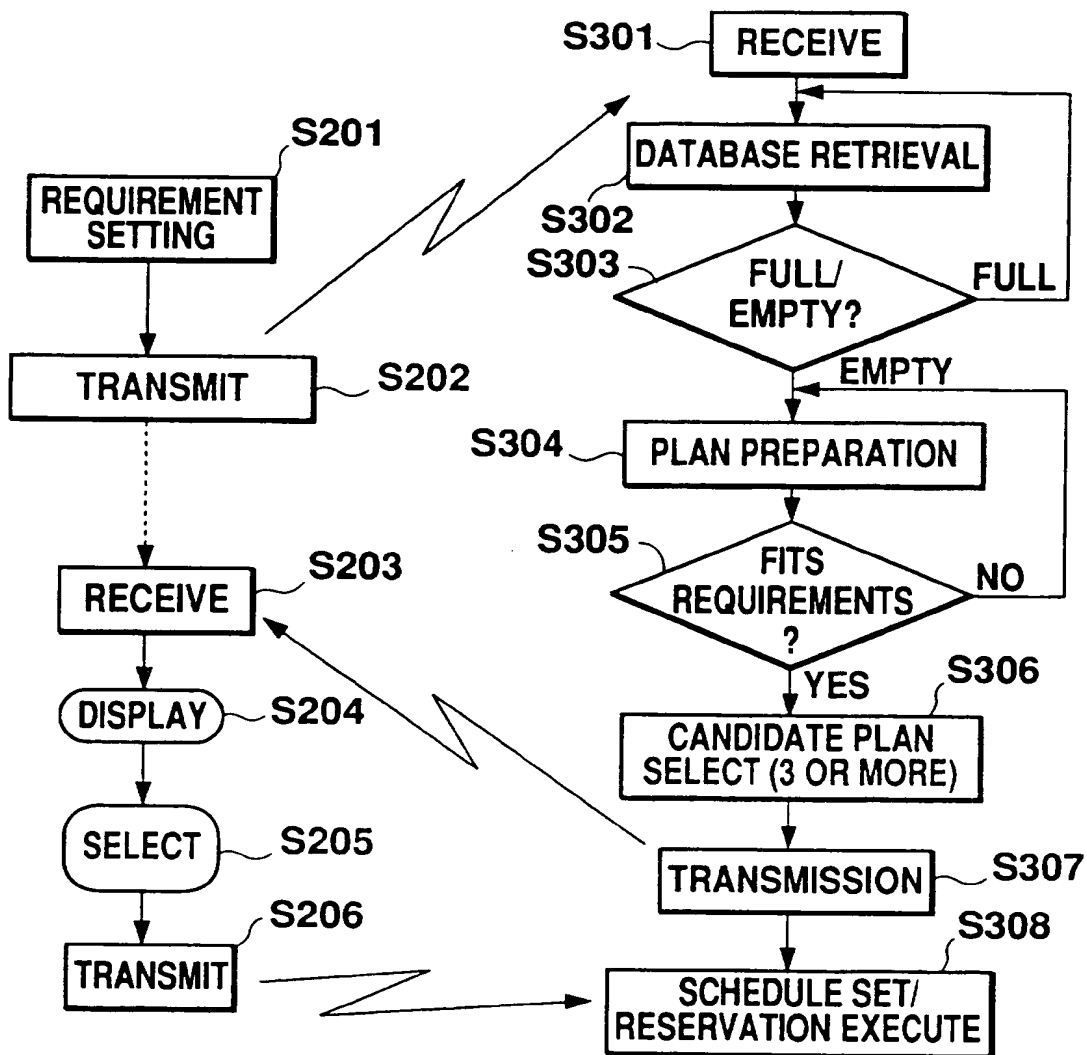 S201
REQUIREMENT
SETTING
TRANSMIT
S202
RECEIVE
S203
DISPLAY
S204
SELECT
S205
TRANSMIT
S206
S301
RECEIVE
DATABASE RETRIEVAL
S302
S303
FULL/
EMPTY?
FULL
EMPTY
S304
PLAN PREPARATION
S305
FITS
REQUIREMENTS
?
NO
YES
S306
CANDIDATE PLAN
SELECT (3 OR MORE)
TRANSMISSION
S307
S308
SCHEDULE SET/
RESERVATION EXECUTE